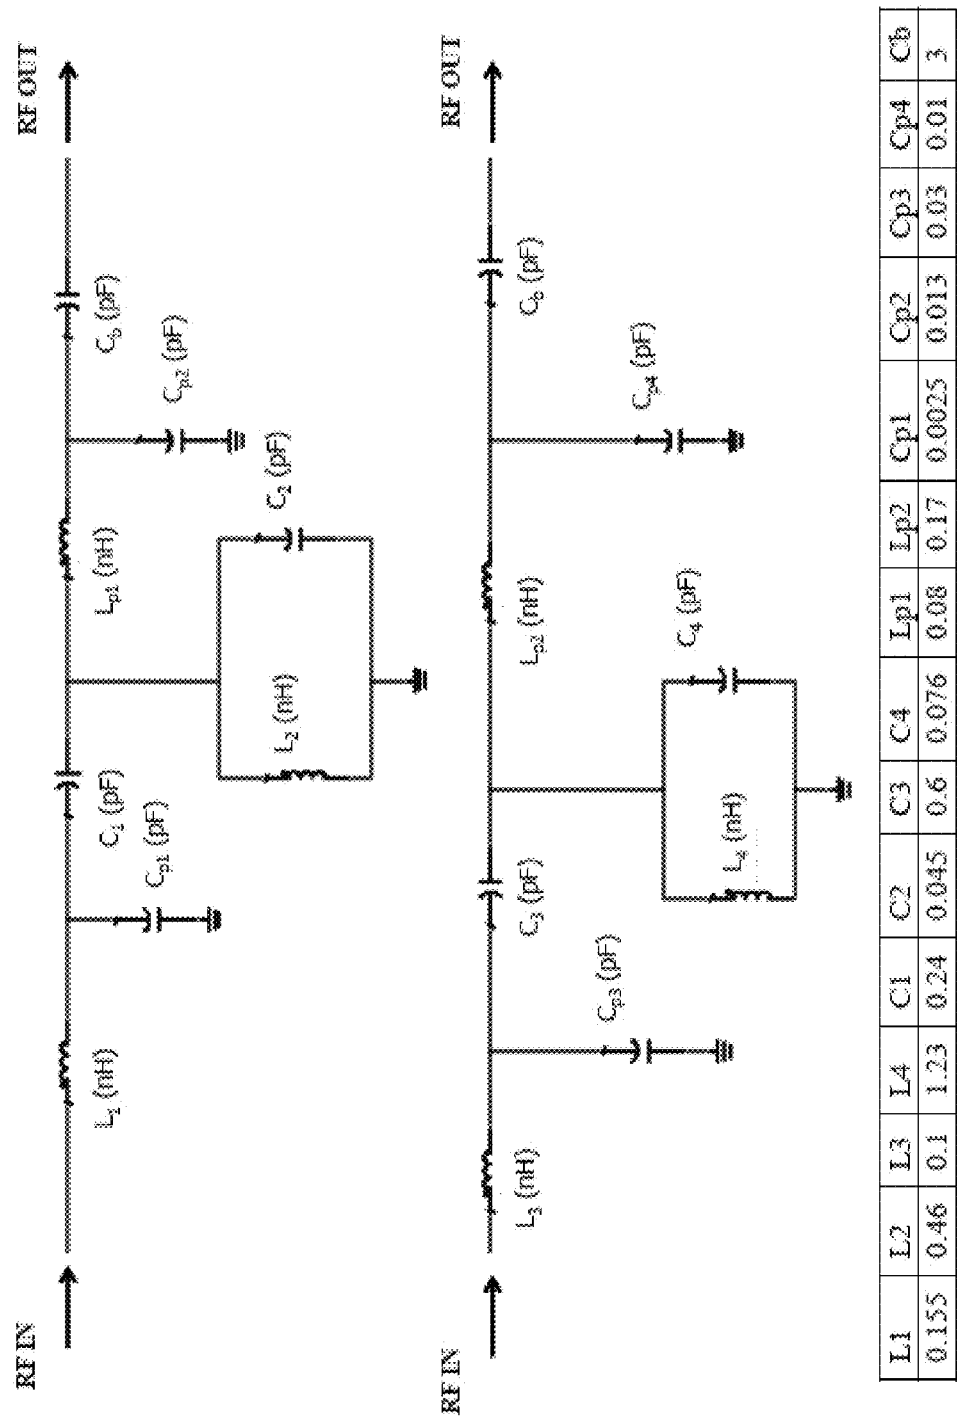 RF IN
RF OUT
L₁ (nH)
C₁ (pF)
Lp1 (nH)
Cb (pF)
Cp1 (pF)
L₂ (nH)
C₂ (pF)
Cp2 (pF)
RF IN
RF OUT
L₃ (nH)
C₃ (pF)
Lp2 (nH)
Cb (pF)
Cp3 (pF)
L₄ (nH)
C₄ (pF)
Cp4 (pF)
L1 L2 L3 L4 C1 C2 C3 C4 Lp1 Lp2 Cp1 Cp2 Cp3 Cp4 Cb
0.155 0.46 0.1 1.23 0.24 0.045 0.6 0.076 0.08 0.17 0.0025 0.013 0.03 0.01 3